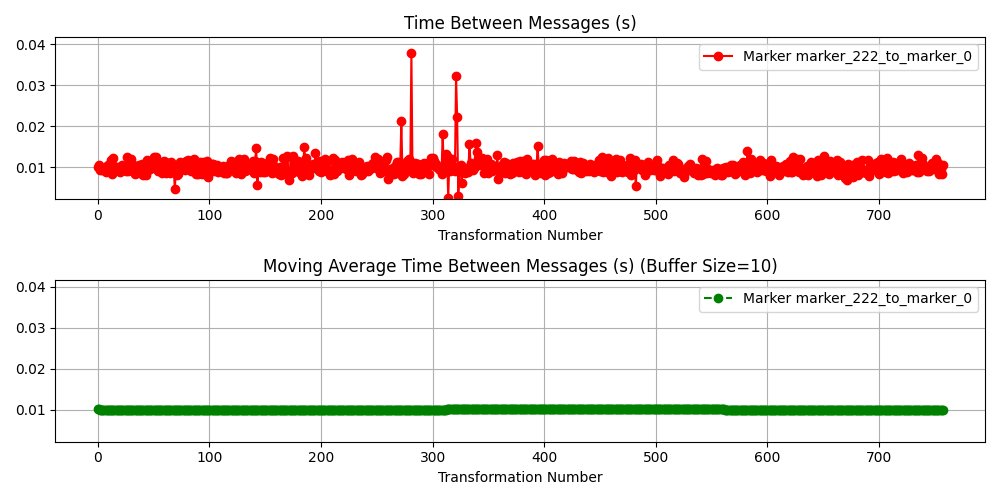 Time Between Messages (s)
0.04
0.03
0.02
0.01
Marker marker_222_to_marker_0
0 100 200 300 400 500 600 700
Transformation Number
Moving Average Time Between Messages (s) (Buffer Size=10)
0.04
0.03
0.02
0.01
Marker marker_222_to_marker_0
0 100 200 300 400 500 600 700
Transformation Number